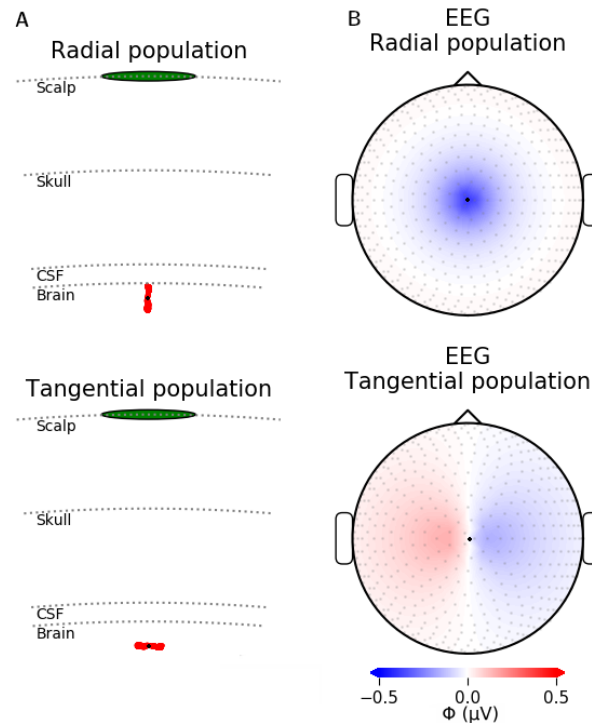 A
Radial population
Scalp
Skull
CSF
Brain
B
EEG
Radial population
Tangential population
Scalp
Skull
CSF
Brain
EEG
Tangential population
−0.5 0.0 0.5
Φ (μV)